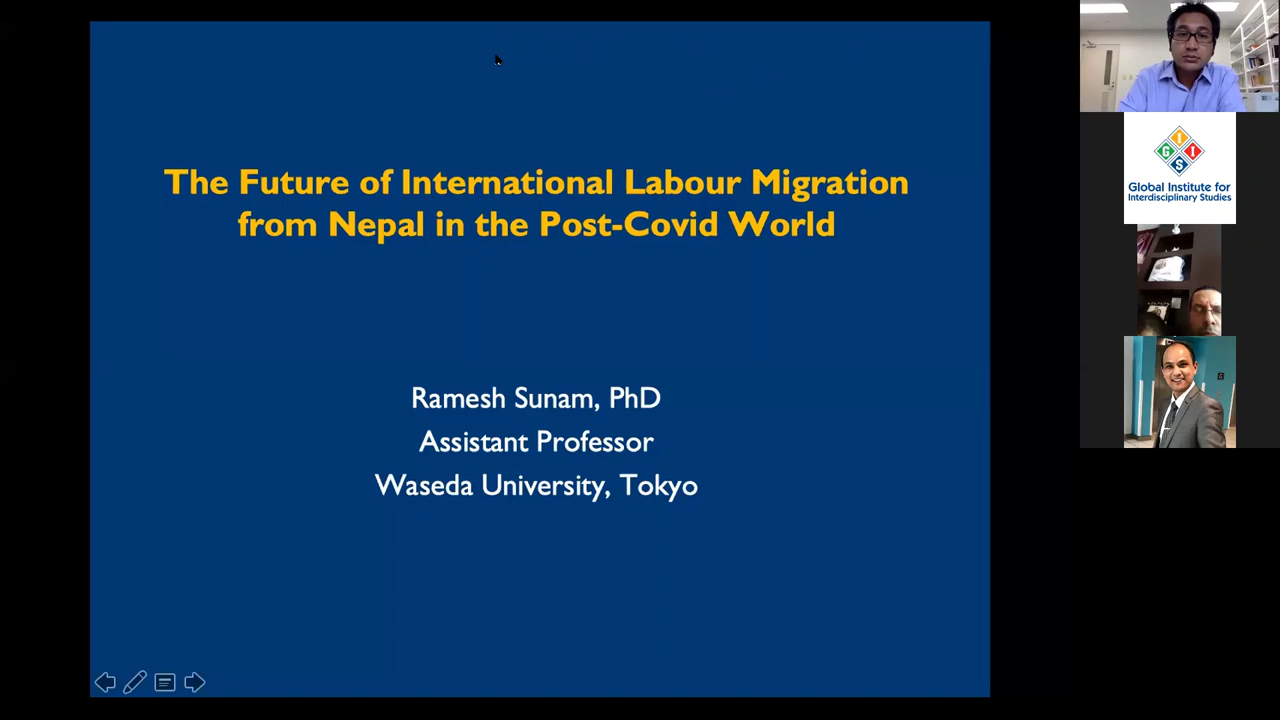 The Future of International Labour Migration
from Nepal in the Post-Covid World
Ramesh Sunam, PhD
Assistant Professor
Waseda University, Tokyo
I
G I
S
Global Institute for
Interdisciplinary Studies